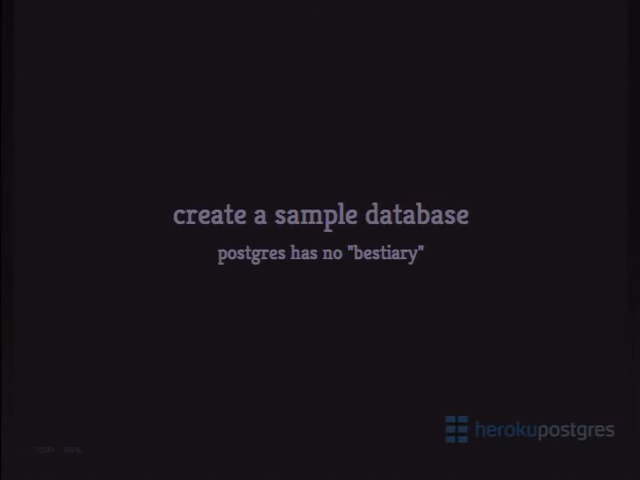 create a sample database
postgres has no "bestiary"
herokupostgres